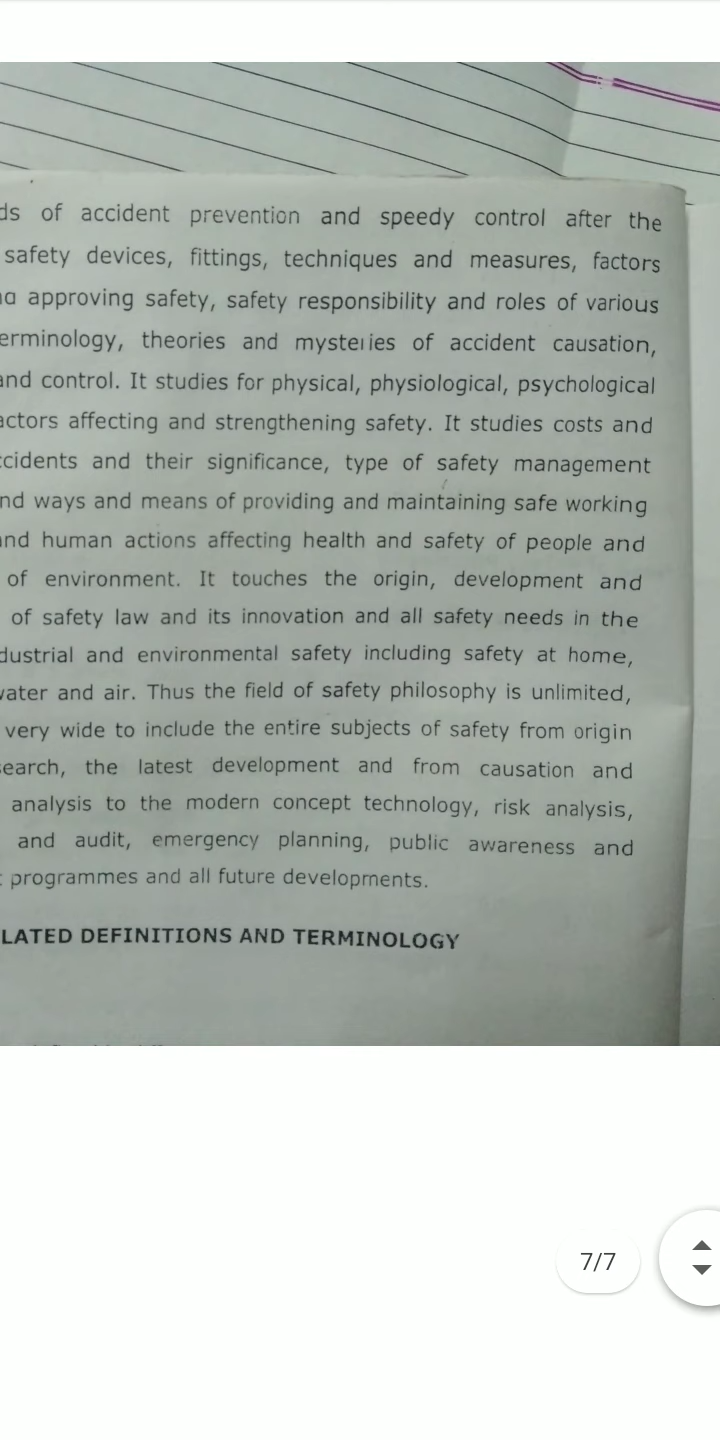 ds of accident prevention and speedy control after the
safety devices, fittings, techniques and measures, factors
approving safety, safety responsibility and roles of various
erminology, theories and mysteries of accident causation,
and control. It studies for physical, physiological, psychological
actors affecting and strengthening safety. It studies costs and
ccidents and their significance, type of safety management
nd ways and means of providing and maintaining safe working
and human actions affecting health and safety of people and
of environment. It touches the origin, development and
of safety law and its innovation and all safety needs in the
dustrial and environmental safety including safety at home,
water and air. Thus the field of safety philosophy is unlimited,
very wide to include the entire subjects of safety from origin
search, the latest development and from causation and
analysis to the modern concept technology, risk analysis,
and audit, emergency planning, public awareness and
programmes and all future developments.
LATED DEFINITIONS AND TERMINOLOGY
7/7